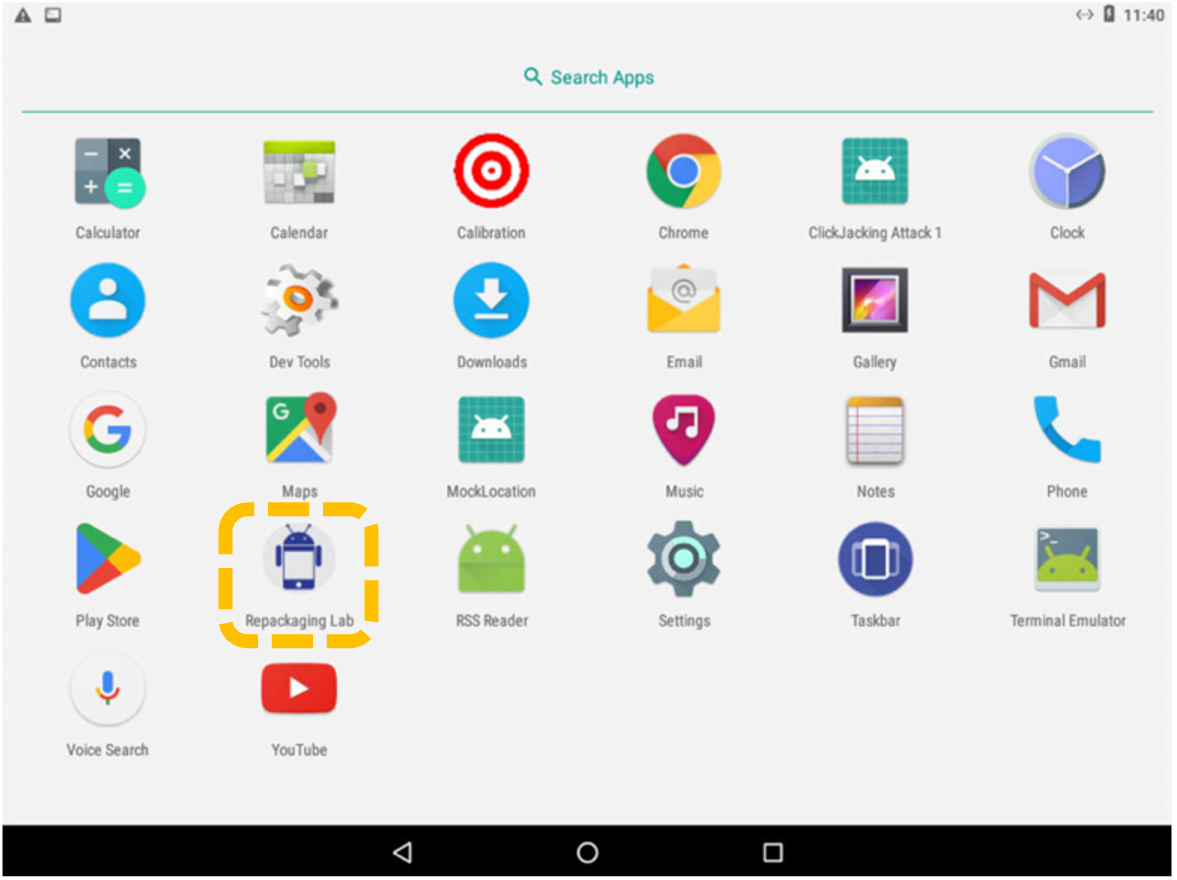 11:40
Search Apps
Calculator
Calendar
Calibration
Chrome
ClickJacking Attack 1
Clock
Contacts
Dev Tools
Downloads
Email
Gallery
Gmail
Google
Maps
MockLocation
Music
Notes
Phone
Play Store
Repackaging Lab
RSS Reader
Settings
Taskbar
Terminal Emulator
Voice Search
YouTube